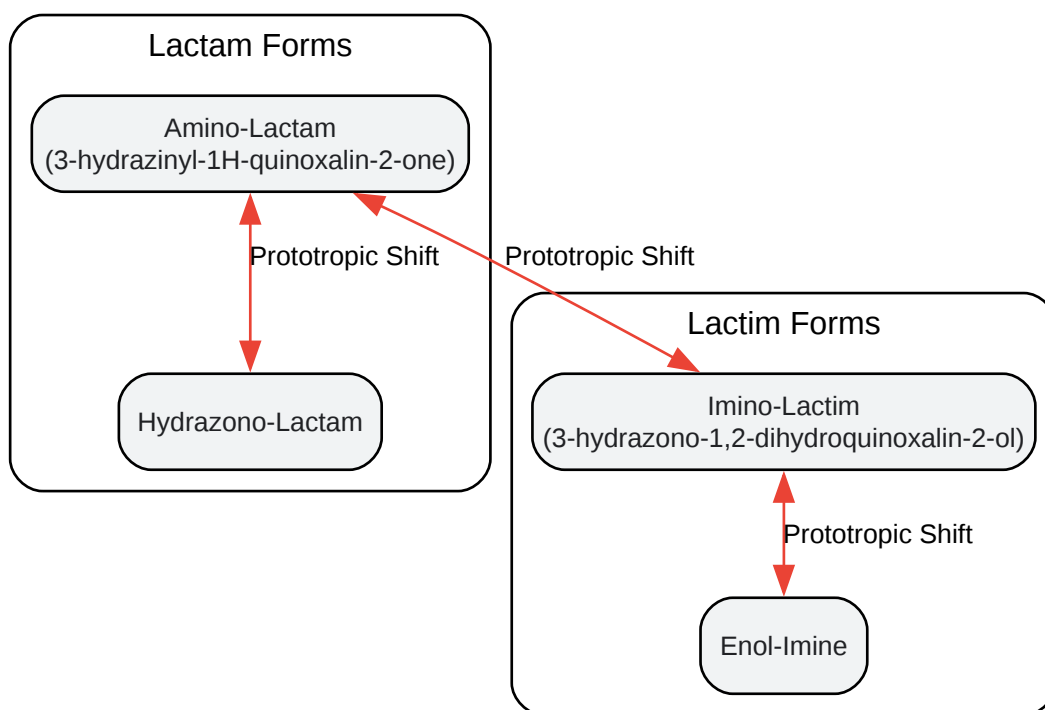 Lactam Forms
Amino-Lactam
(3-hydrazinyl-1H-quinoxalin-2-one)
Prototropic Shift
Prototropic Shift
Hydrazono-Lactam
Lactim Forms
Imino-Lactim
(3-hydrazono-1,2-dihydroquinoxalin-2-ol)
Prototropic Shift
Enol-Imine